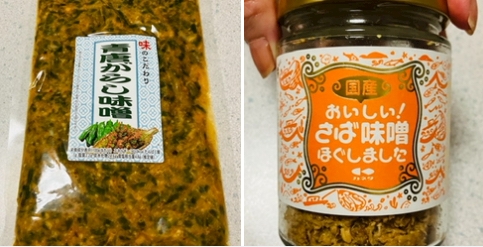 味のこだわり
青唐がらし味噌
国産
おいしい!
さば味噌
ほぐしました